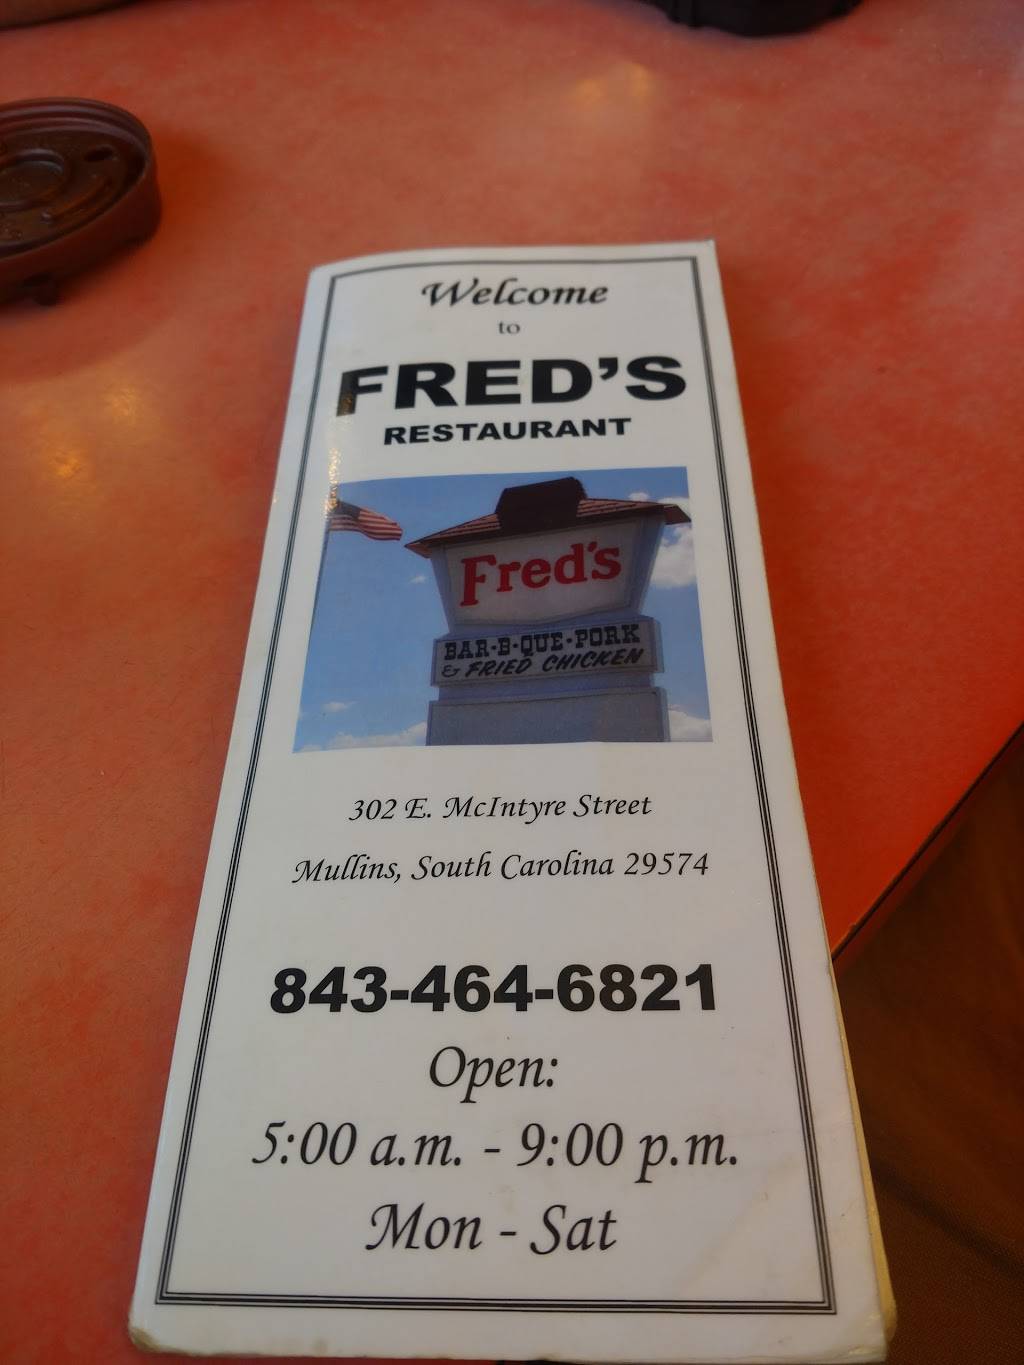 Welcome
to
FRED'S
RESTAURANT
Fred's
BAR-B-QUE-PORK
& FRIED CHICKEN
302 E. McIntyre Street
Mullins, South Carolina 29574
843-464-6821
Open:
5:00 a.m. - 9:00 p.m.
Mon - Sat